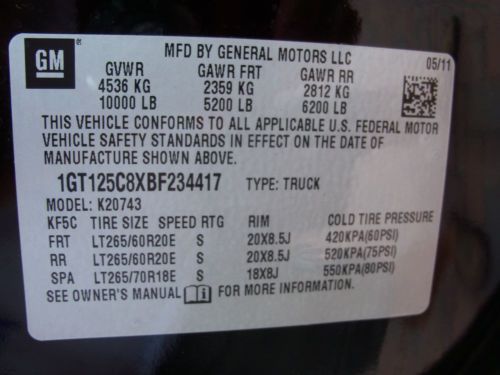 GM
MFD BY GENERAL MOTORS LLC
05/11
GVWR GAWR FRT GAWR RR
4536 KG 2359 KG 2812 KG
10000 LB 5200 LB 6200 LB
THIS VEHICLE CONFORMS TO ALL APPLICABLE U.S. FEDERAL MOTOR
VEHICLE SAFETY STANDARDS IN EFFECT ON THE DATE OF
MANUFACTURE SHOWN ABOVE.
1GT125C8XBF234417 TYPE: TRUCK
MODEL: K20743
KF5C TIRE SIZE SPEED RTG RIM COLD TIRE PRESSURE
FRT LT265/60R20E S 20X8.5J 420KPA(60PSI)
RR LT265/60R20E S 20X8.5J 520KPA(75PSI)
SPA LT265/70R18E S 18X8J 550KPA(80PSI)
SEE OWNER'S MANUAL i FOR MORE INFORMATION.